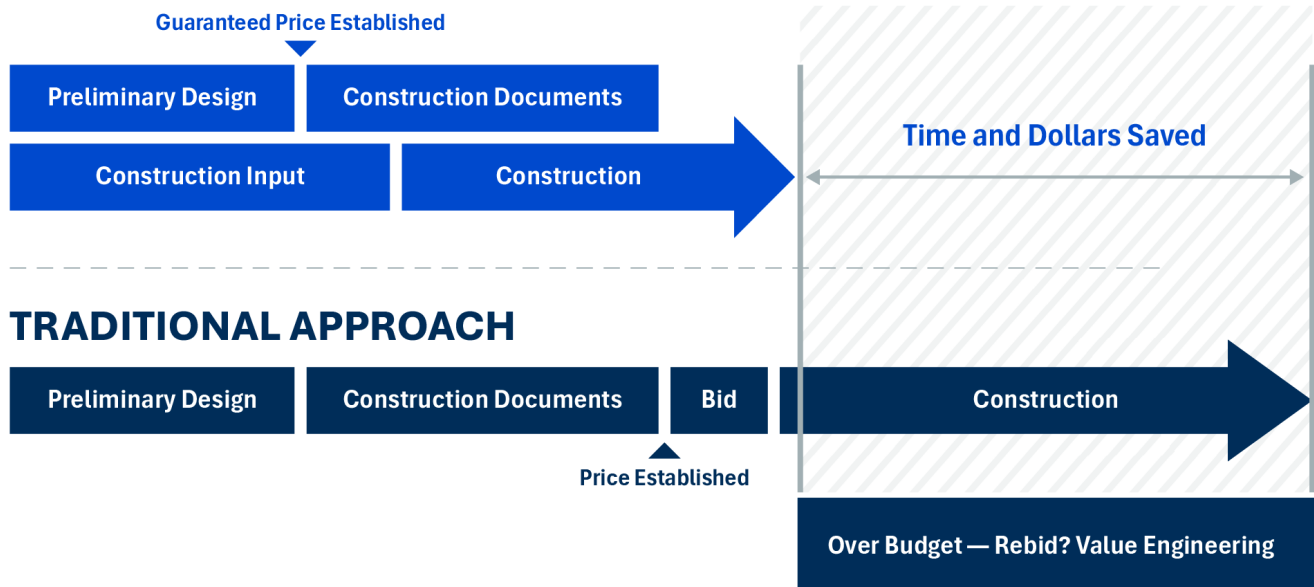 Guaranteed Price Established
Preliminary Design
Construction Documents
Construction Input
Construction
Time and Dollars Saved
TRADITIONAL APPROACH
Preliminary Design
Construction Documents
Bid
Construction
Price Established
Over Budget — Rebid? Value Engineering